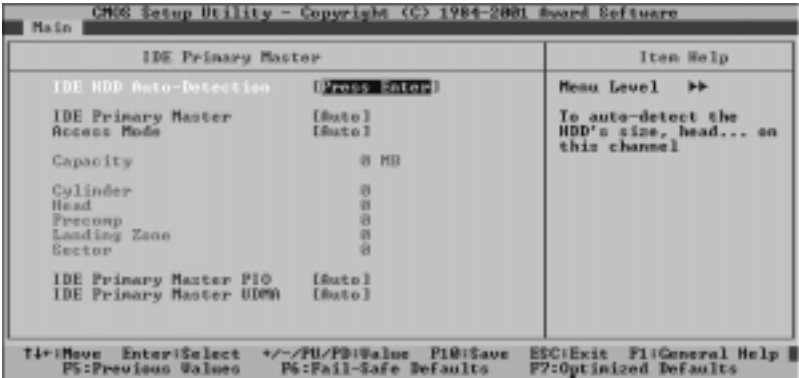 CMOS Setup Utility - Copyright (C) 1984-2001 Award Software
Main
IDE Primary Master
Item Help
IDE HDD Auto-Detection [Press Enter]
Menu Level ►►
IDE Primary Master [Auto]
Access Mode [Auto]
To auto-detect the
HDD's size, head... on
this channel
Capacity 0 MB
Cylinder 0
Head 0
Precomp 0
Landing Zone 0
Sector 0
IDE Primary Master PIO [Auto]
IDE Primary Master UDMA [Auto]
↑↓←:Move Enter:Select +/-/PU/PD:Value F10:Save ESC:Exit F1:General Help
F5:Previous Values F6:Fail-Safe Defaults F7:Optimized Defaults